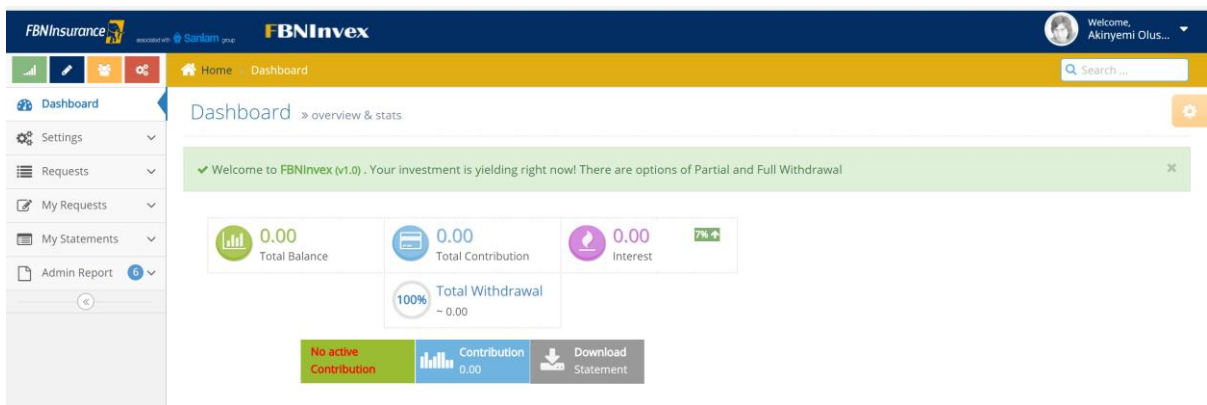 FBNInsurance
associated with Sanlam group
FBNInvex
Welcome,
Akinyemi Olus...
Home Dashboard
Search ...
Dashboard
Settings
Requests
My Requests
My Statements
Admin Report 6
Dashboard » overview & stats
Welcome to FBNInvex (v1.0) . Your investment is yielding right now! There are options of Partial and Full Withdrawal
0.00
Total Balance
0.00
Total Contribution
0.00
Interest
7%
100%
Total Withdrawal
~ 0.00
No active
Contribution
Contribution
0.00
Download
Statement